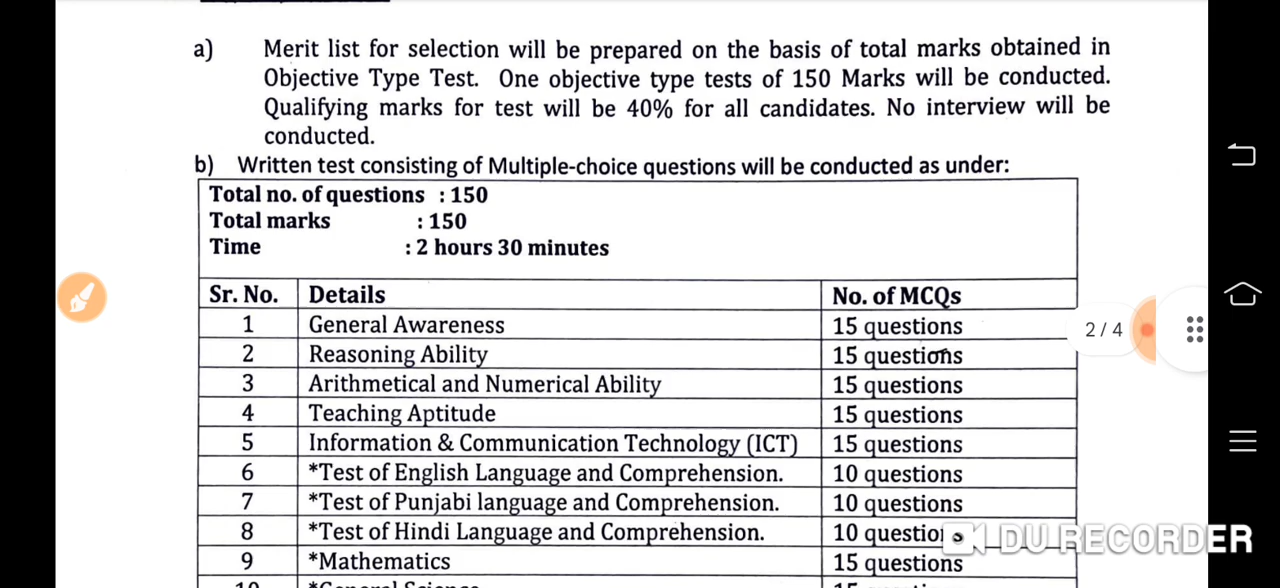 a) Merit list for selection will be prepared on the basis of total marks obtained in
Objective Type Test. One objective type tests of 150 Marks will be conducted.
Qualifying marks for test will be 40% for all candidates. No interview will be
conducted.
b) Written test consisting of Multiple-choice questions will be conducted as under:
Total no. of questions : 150
Total marks : 150
Time : 2 hours 30 minutes
Sr. No. Details No. of MCQs
1 General Awareness 15 questions
2 Reasoning Ability 15 questions
3 Arithmetical and Numerical Ability 15 questions
2 / 4
4 Teaching Aptitude 15 questions
5 Information & Communication Technology (ICT) 15 questions
6 *Test of English Language and Comprehension. 10 questions
7 *Test of Punjabi language and Comprehension. 10 questions
8 *Test of Hindi Language and Comprehension. 10 questio
DU RECORDER
9 *Mathematics 15 questions
10 *General Science 15